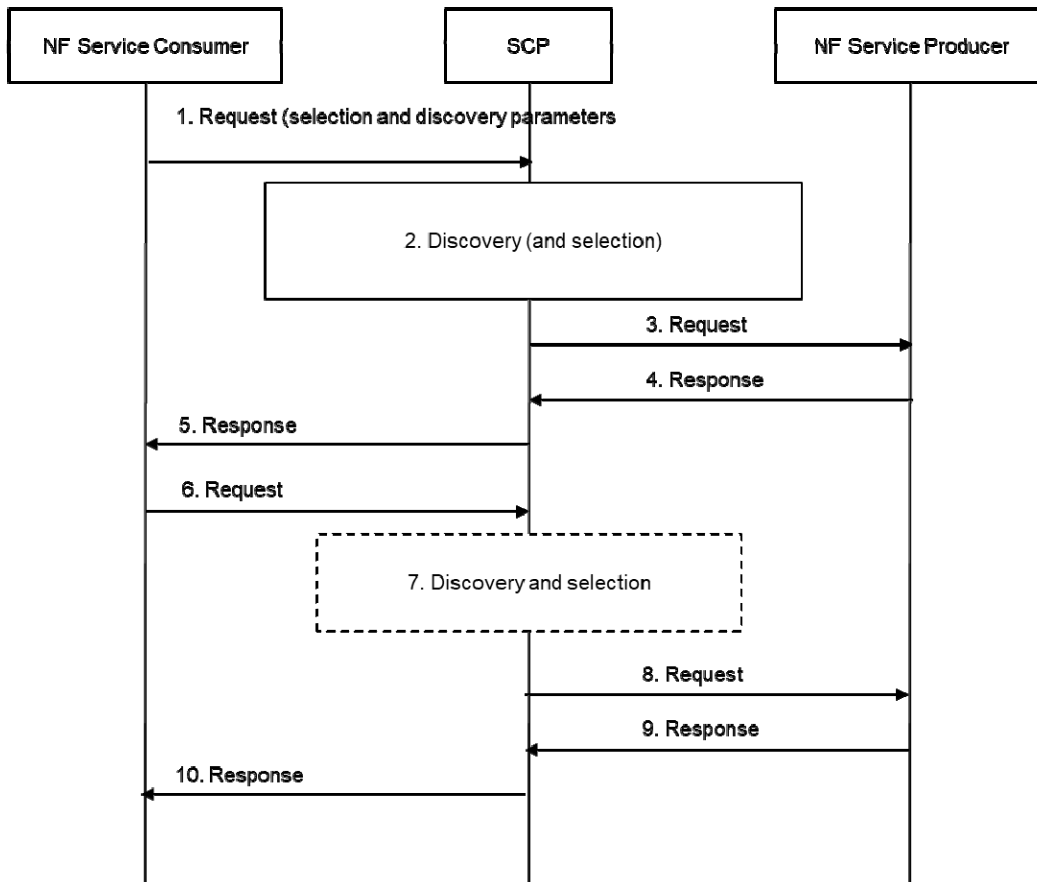 NF Service Consumer
SCP
NF Service Producer
1. Request (selection and discovery parameters
2. Discovery (and selection)
3. Request
4. Response
5. Response
6. Request
7. Discovery and selection
8. Request
9. Response
10. Response